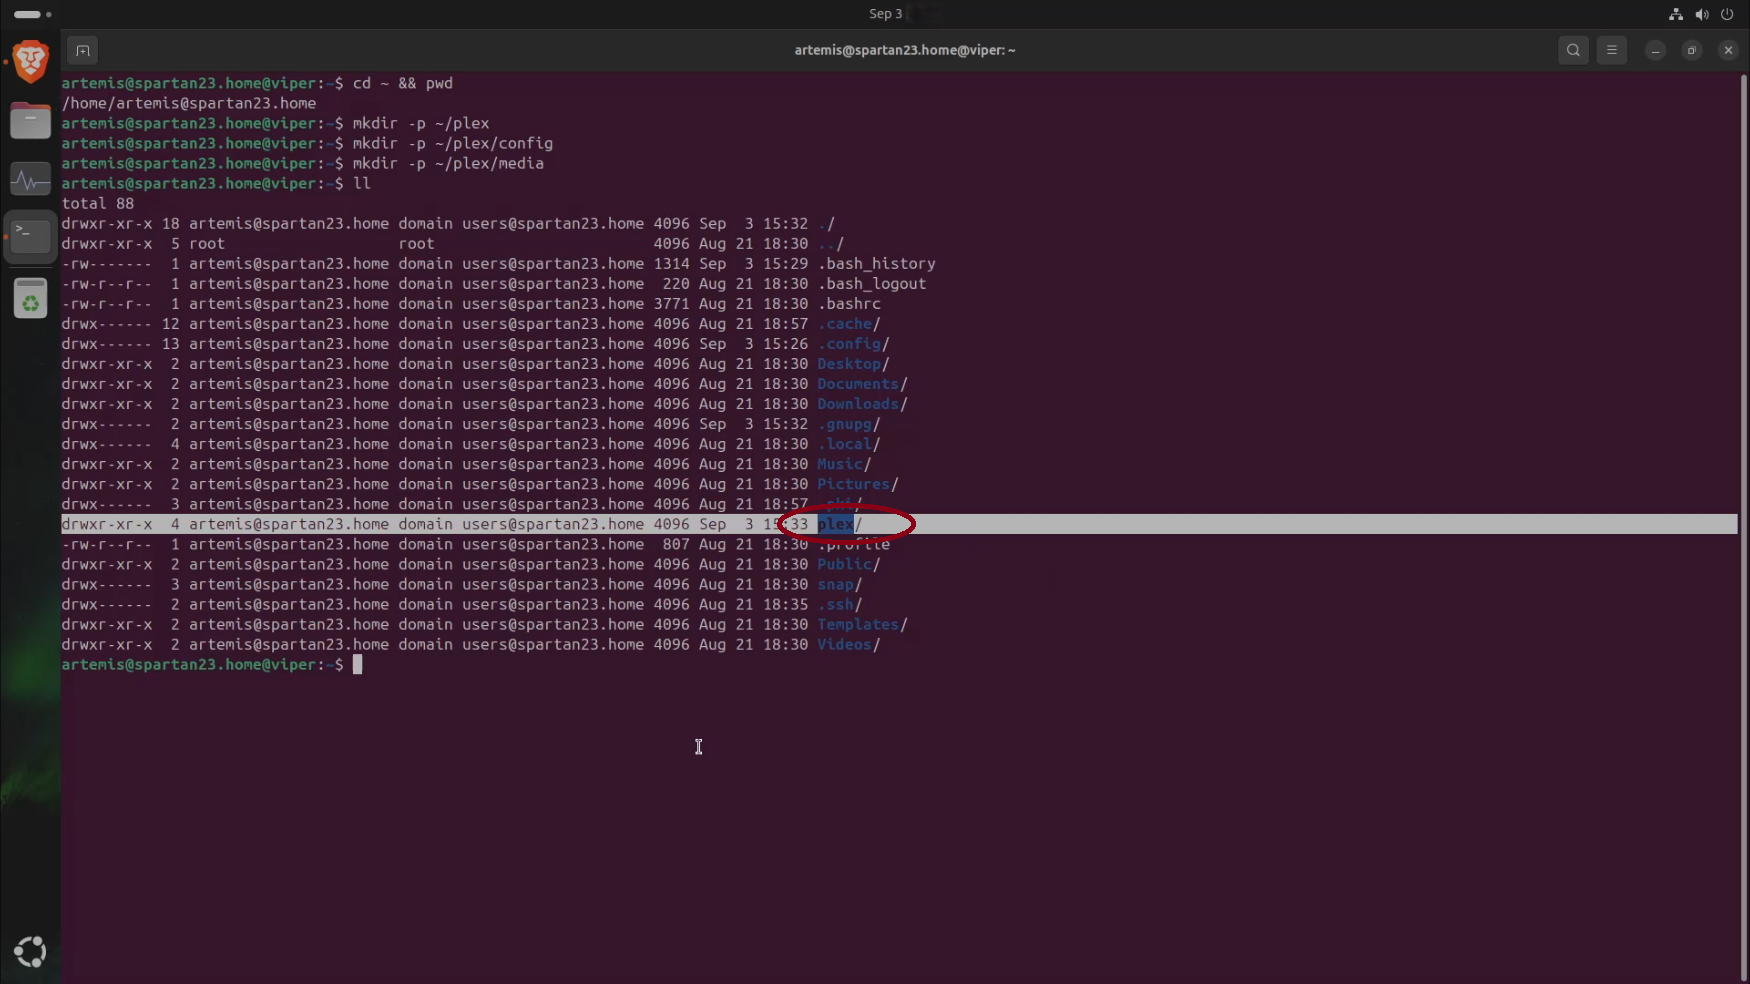 Sep 3
artemis@spartan23.home@viper: ~
artemis@spartan23.home@viper:~$ cd ~ && pwd
/home/artemis@spartan23.home
artemis@spartan23.home@viper:~$ mkdir -p ~/plex
artemis@spartan23.home@viper:~$ mkdir -p ~/plex/config
artemis@spartan23.home@viper:~$ mkdir -p ~/plex/media
artemis@spartan23.home@viper:~$ ll
total 88
drwxr-xr-x 18 artemis@spartan23.home domain users@spartan23.home 4096 Sep  3 15:32 ./
drwxr-xr-x  5 root                   root                        4096 Aug 21 18:30 ../
-rw-------  1 artemis@spartan23.home domain users@spartan23.home 1314 Sep  3 15:29 .bash_history
-rw-r--r--  1 artemis@spartan23.home domain users@spartan23.home  220 Aug 21 18:30 .bash_logout
-rw-r--r--  1 artemis@spartan23.home domain users@spartan23.home 3771 Aug 21 18:30 .bashrc
drwx------ 12 artemis@spartan23.home domain users@spartan23.home 4096 Aug 21 18:57 .cache/
drwx------ 13 artemis@spartan23.home domain users@spartan23.home 4096 Sep  3 15:26 .config/
drwxr-xr-x  2 artemis@spartan23.home domain users@spartan23.home 4096 Aug 21 18:30 Desktop/
drwxr-xr-x  2 artemis@spartan23.home domain users@spartan23.home 4096 Aug 21 18:30 Documents/
drwxr-xr-x  2 artemis@spartan23.home domain users@spartan23.home 4096 Aug 21 18:30 Downloads/
drwx------  2 artemis@spartan23.home domain users@spartan23.home 4096 Sep  3 15:32 .gnupg/
drwx------  4 artemis@spartan23.home domain users@spartan23.home 4096 Aug 21 18:30 .local/
drwxr-xr-x  2 artemis@spartan23.home domain users@spartan23.home 4096 Aug 21 18:30 Music/
drwxr-xr-x  2 artemis@spartan23.home domain users@spartan23.home 4096 Aug 21 18:30 Pictures/
drwx------  3 artemis@spartan23.home domain users@spartan23.home 4096 Aug 21 18:57 .pki/
drwxr-xr-x  4 artemis@spartan23.home domain users@spartan23.home 4096 Sep  3 15:33 plex/
-rw-r--r--  1 artemis@spartan23.home domain users@spartan23.home  807 Aug 21 18:30 .profile
drwxr-xr-x  2 artemis@spartan23.home domain users@spartan23.home 4096 Aug 21 18:30 Public/
drwx------  3 artemis@spartan23.home domain users@spartan23.home 4096 Aug 21 18:30 snap/
drwx------  2 artemis@spartan23.home domain users@spartan23.home 4096 Aug 21 18:35 .ssh/
drwxr-xr-x  2 artemis@spartan23.home domain users@spartan23.home 4096 Aug 21 18:30 Templates/
drwxr-xr-x  2 artemis@spartan23.home domain users@spartan23.home 4096 Aug 21 18:30 Videos/
artemis@spartan23.home@viper:~$